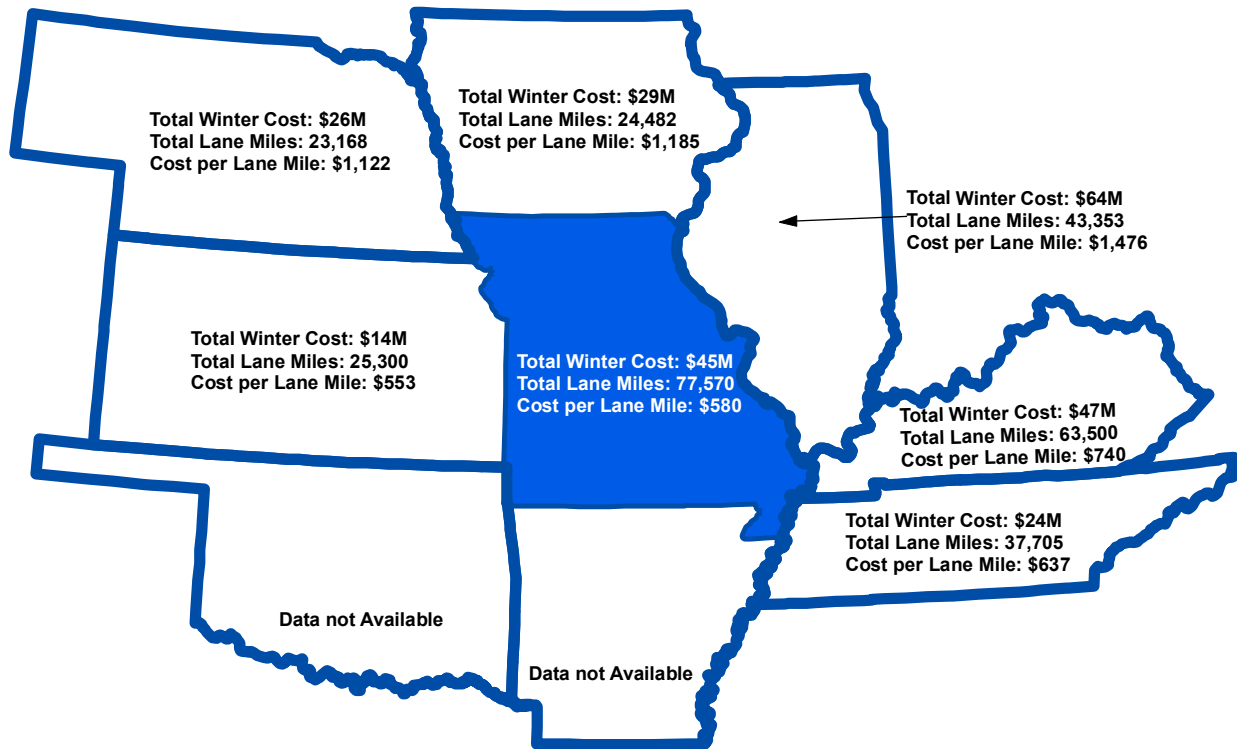 Total Winter Cost: $26M
Total Lane Miles: 23,168
Cost per Lane Mile: $1,122
Total Winter Cost: $29M
Total Lane Miles: 24,482
Cost per Lane Mile: $1,185
Total Winter Cost: $64M
Total Lane Miles: 43,353
Cost per Lane Mile: $1,476
Total Winter Cost: $14M
Total Lane Miles: 25,300
Cost per Lane Mile: $553
Total Winter Cost: $45M
Total Lane Miles: 77,570
Cost per Lane Mile: $580
Total Winter Cost: $47M
Total Lane Miles: 63,500
Cost per Lane Mile: $740
Total Winter Cost: $24M
Total Lane Miles: 37,705
Cost per Lane Mile: $637
Data not Available
Data not Available